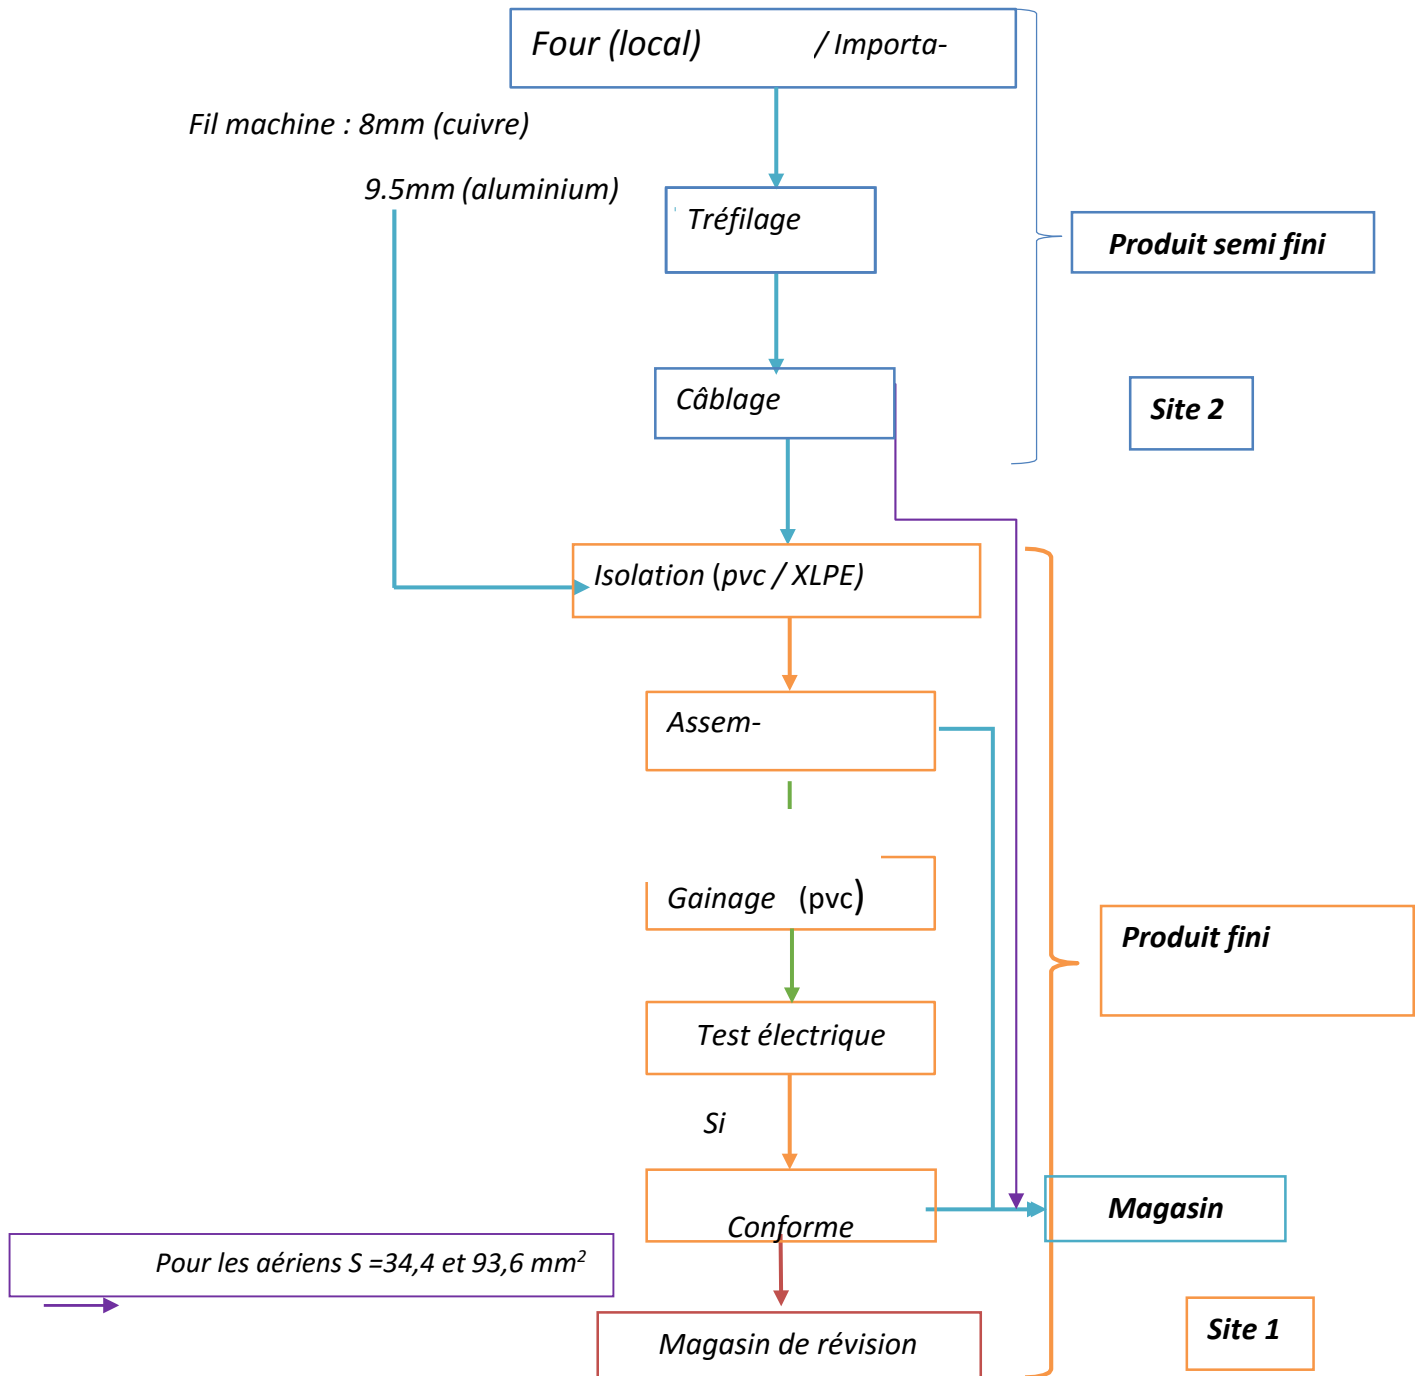 Four (local) / Importa-
Fil machine : 8mm (cuivre)
9.5mm (aluminium)
Tréfilage
Produit semi fini
Câblage
Site 2
Isolation (pvc / XLPE)
Assem-
Gainage (pvc)
Produit fini
Test électrique
Si
Conforme
Magasin
Pour les aériens S =34,4 et 93,6 mm²
Magasin de révision
Site 1